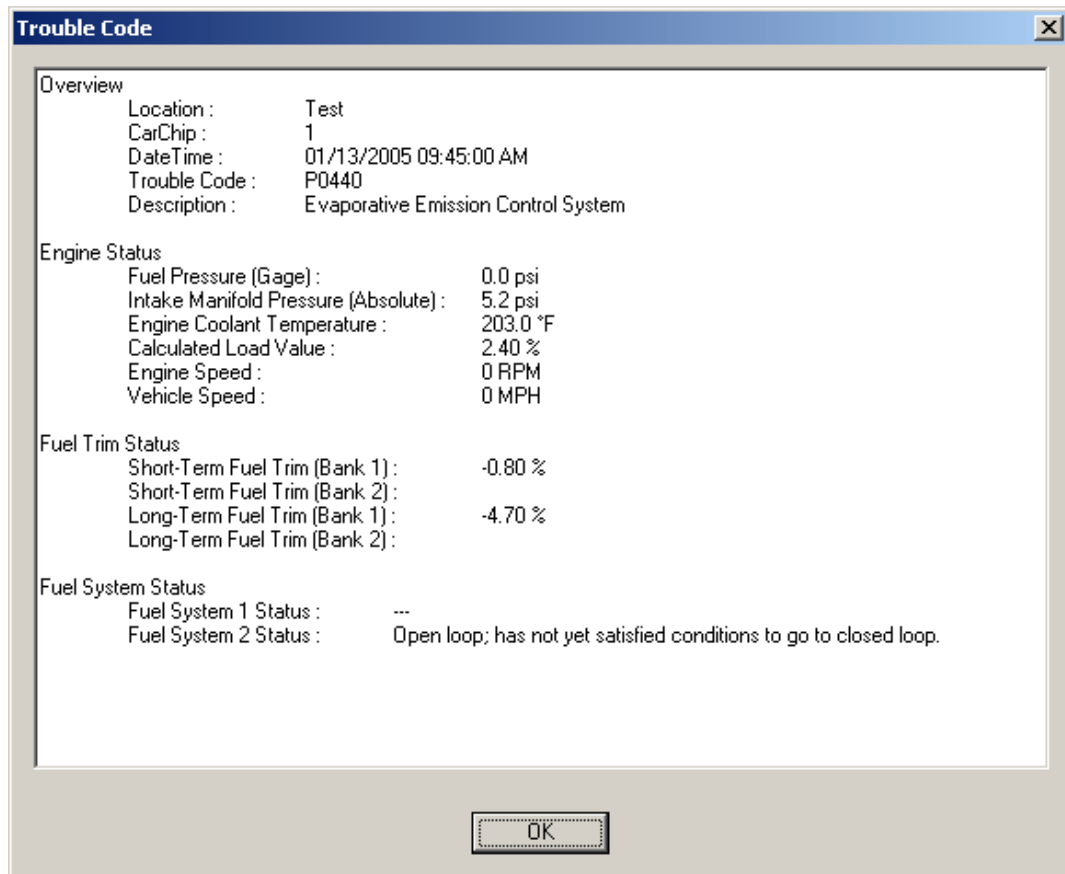 Trouble Code
Overview
Location : Test
CarChip : 1
DateTime : 01/13/2005 09:45:00 AM
Trouble Code : P0440
Description : Evaporative Emission Control System
Engine Status
Fuel Pressure (Gage) : 0.0 psi
Intake Manifold Pressure (Absolute) : 5.2 psi
Engine Coolant Temperature : 203.0 °F
Calculated Load Value : 2.40 %
Engine Speed : 0 RPM
Vehicle Speed : 0 MPH
Fuel Trim Status
Short-Term Fuel Trim (Bank 1) : -0.80 %
Short-Term Fuel Trim (Bank 2) :
Long-Term Fuel Trim (Bank 1) : -4.70 %
Long-Term Fuel Trim (Bank 2) :
Fuel System Status
Fuel System 1 Status : ---
Fuel System 2 Status : Open loop; has not yet satisfied conditions to go to closed loop.
OK